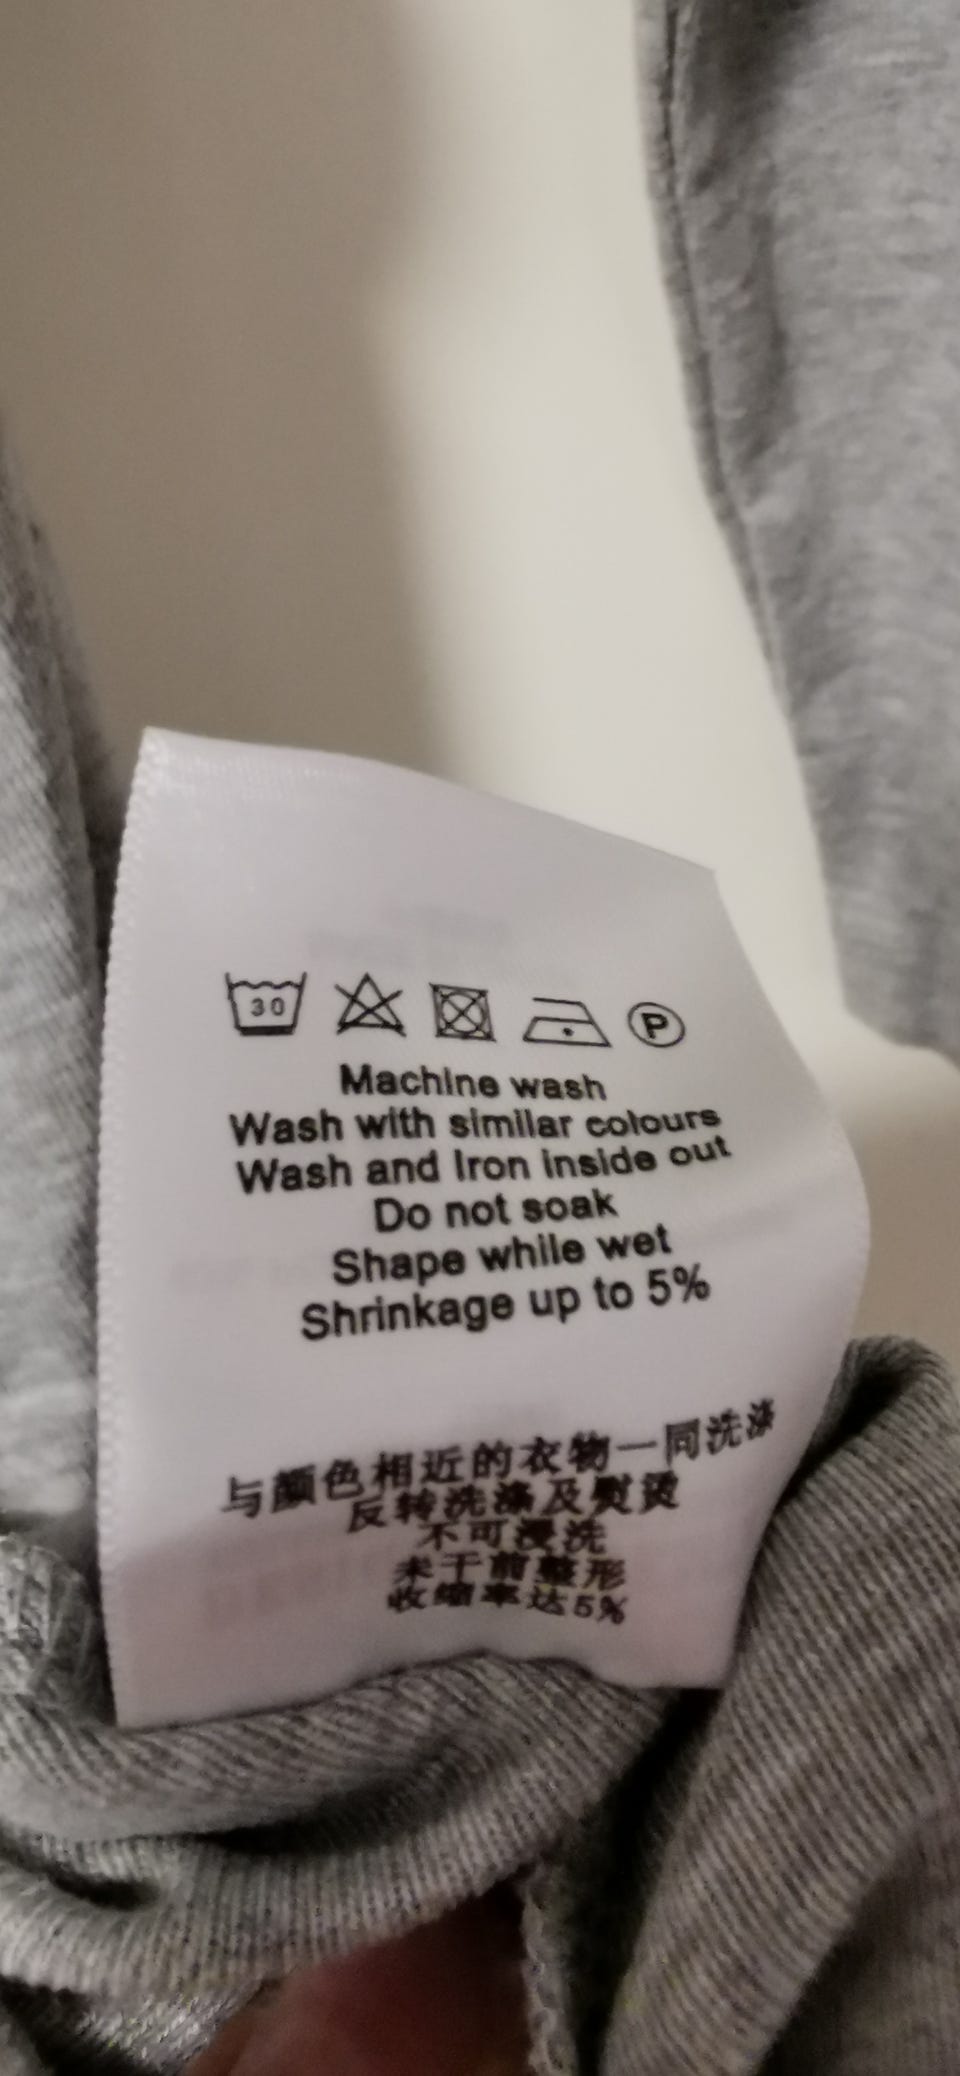 30 P
Machine wash
Wash with similar colours
Wash and Iron inside out
Do not soak
Shape while wet
Shrinkage up to 5%
与颜色相近的衣物一同洗涤
反转洗涤及熨烫
不可浸洗
未干前整形
收缩率达5%